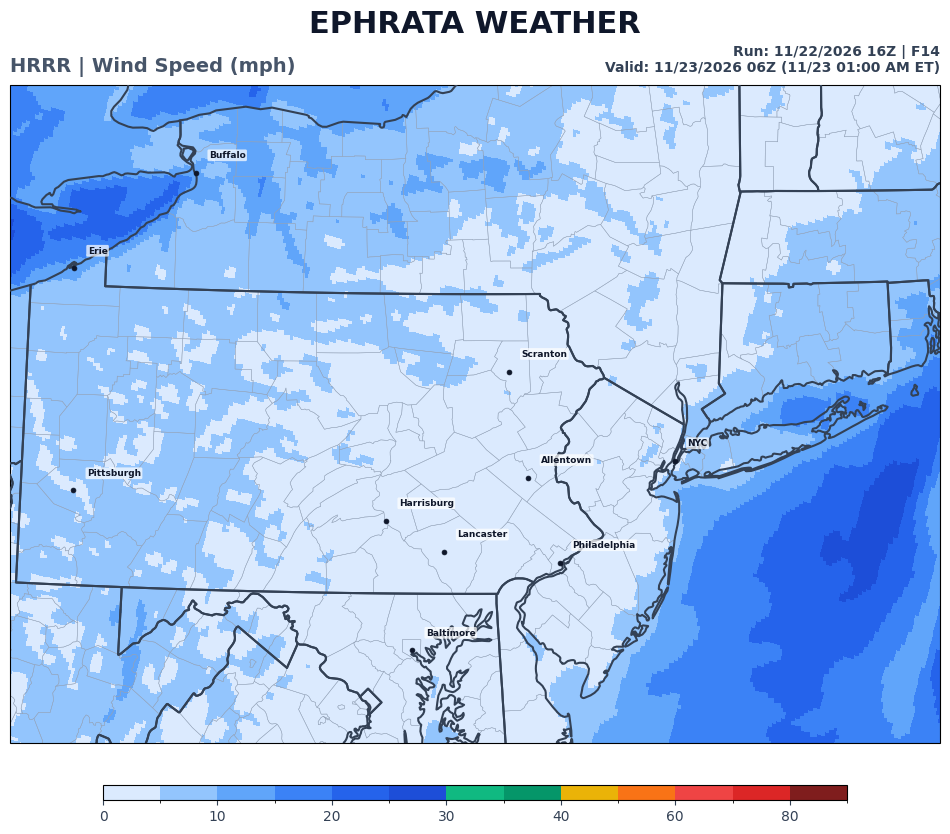 EPHRATA WEATHER
HRRR | Wind Speed (mph)
Run: 11/22/2026 16Z | F14
Valid: 11/23/2026 06Z (11/23 01:00 AM ET)
Buffalo
Erie
Scranton
NYC
Allentown
Pittsburgh
Harrisburg
Lancaster
Philadelphia
Baltimore
0 10 20 30 40 50 60 70 80